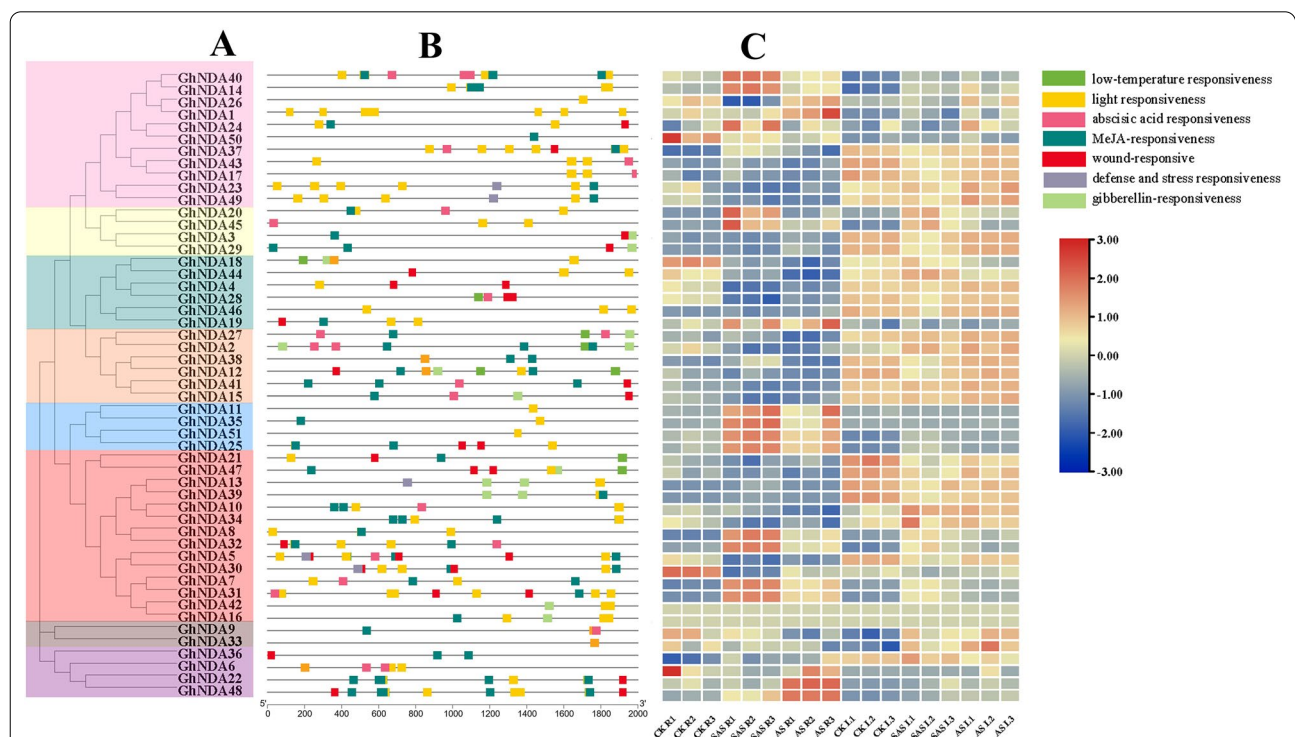 A B C
GhNDA40
GhNDA14
GhNDA26
GhNDA1
GhNDA24
GhNDA50
GhNDA37
GhNDA43
GhNDA17
GhNDA23
GhNDA49
GhNDA20
GhNDA45
GhNDA3
GhNDA29
GhNDA18
GhNDA44
GhNDA4
GhNDA28
GhNDA46
GhNDA19
GhNDA27
GhNDA2
GhNDA38
GhNDA12
GhNDA41
GhNDA15
GhNDA11
GhNDA35
GhNDA51
GhNDA25
GhNDA21
GhNDA47
GhNDA13
GhNDA39
GhNDA10
GhNDA34
GhNDA8
GhNDA32
GhNDA5
GhNDA30
GhNDA7
GhNDA31
GhNDA42
GhNDA16
GhNDA9
GhNDA33
GhNDA36
GhNDA6
GhNDA22
GhNDA48
5' 3'
0 200 400 600 800 1000 1200 1400 1600 1800 2000
CK R1 CK R2 CK R3 SAS R1 SAS R2 SAS R3 AS R1 AS R2 AS R3 CK L1 CK L2 CK L3 SAS L1 SAS L2 SAS L3 AS L1 AS L2 AS L3
low-temperature responsiveness
light responsiveness
abscisic acid responsiveness
MeJA-responsiveness
wound-responsive
defense and stress responsiveness
gibberellin-responsiveness
3.00
2.00
1.00
0.00
-1.00
-2.00
-3.00